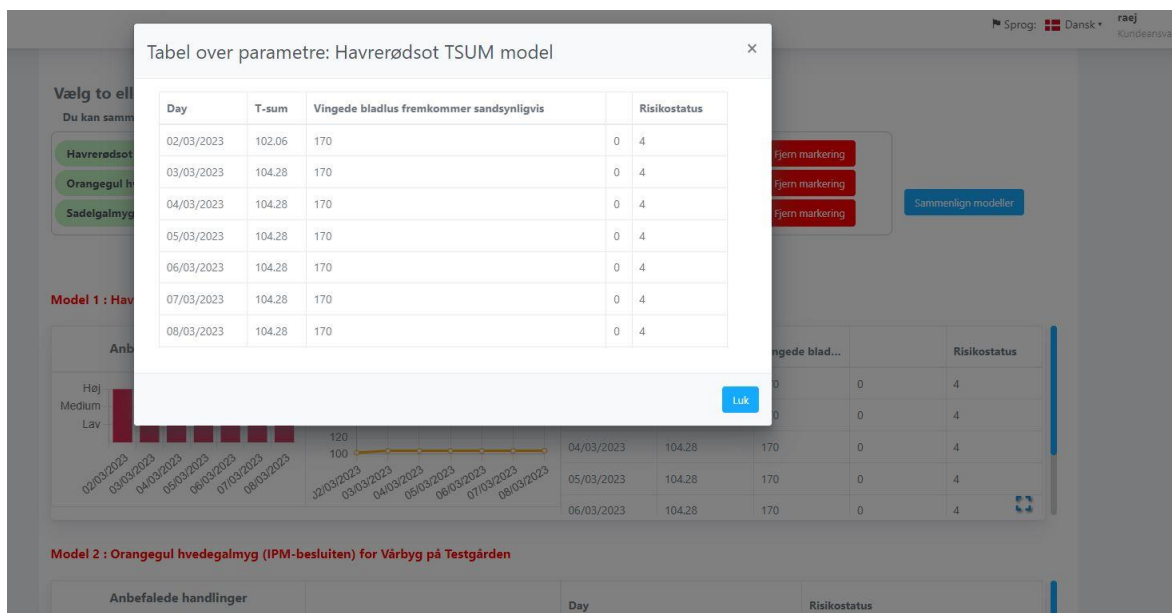 Sprog: Dansk
raej
Kundeansva
Tabel over parametre: Havrerødsot TSUM model
×
Day T-sum Vingede bladlus fremkommer sandsynligvis Risikostatus
02/03/2023 102.06 170 0 4
03/03/2023 104.28 170 0 4
04/03/2023 104.28 170 0 4
05/03/2023 104.28 170 0 4
06/03/2023 104.28 170 0 4
07/03/2023 104.28 170 0 4
08/03/2023 104.28 170 0 4
Luk
Vælg to ell
Du kan samm
Havrerødsot Fjern markering
Orangegul h Fjern markering
Sadelgalmyg Fjern markering
Sammenlign modeller
Model 1 : Hav
Anb
Høj
Medium
Lav
02/03/2023 03/03/2023 04/03/2023 05/03/2023 06/03/2023 07/03/2023 08/03/2023
120
100
02/03/2023 03/03/2023 04/03/2023 05/03/2023 06/03/2023 07/03/2023 08/03/2023
ngede blad... Risikostatus
0 0 4
0 0 4
04/03/2023 104.28 170 0 4
05/03/2023 104.28 170 0 4
06/03/2023 104.28 170 0 4
Model 2 : Orangegul hvedegalmyg (IPM-besluiten) for Vårbyg på Testgården
Anbefalede handlinger
Day Risikostatus